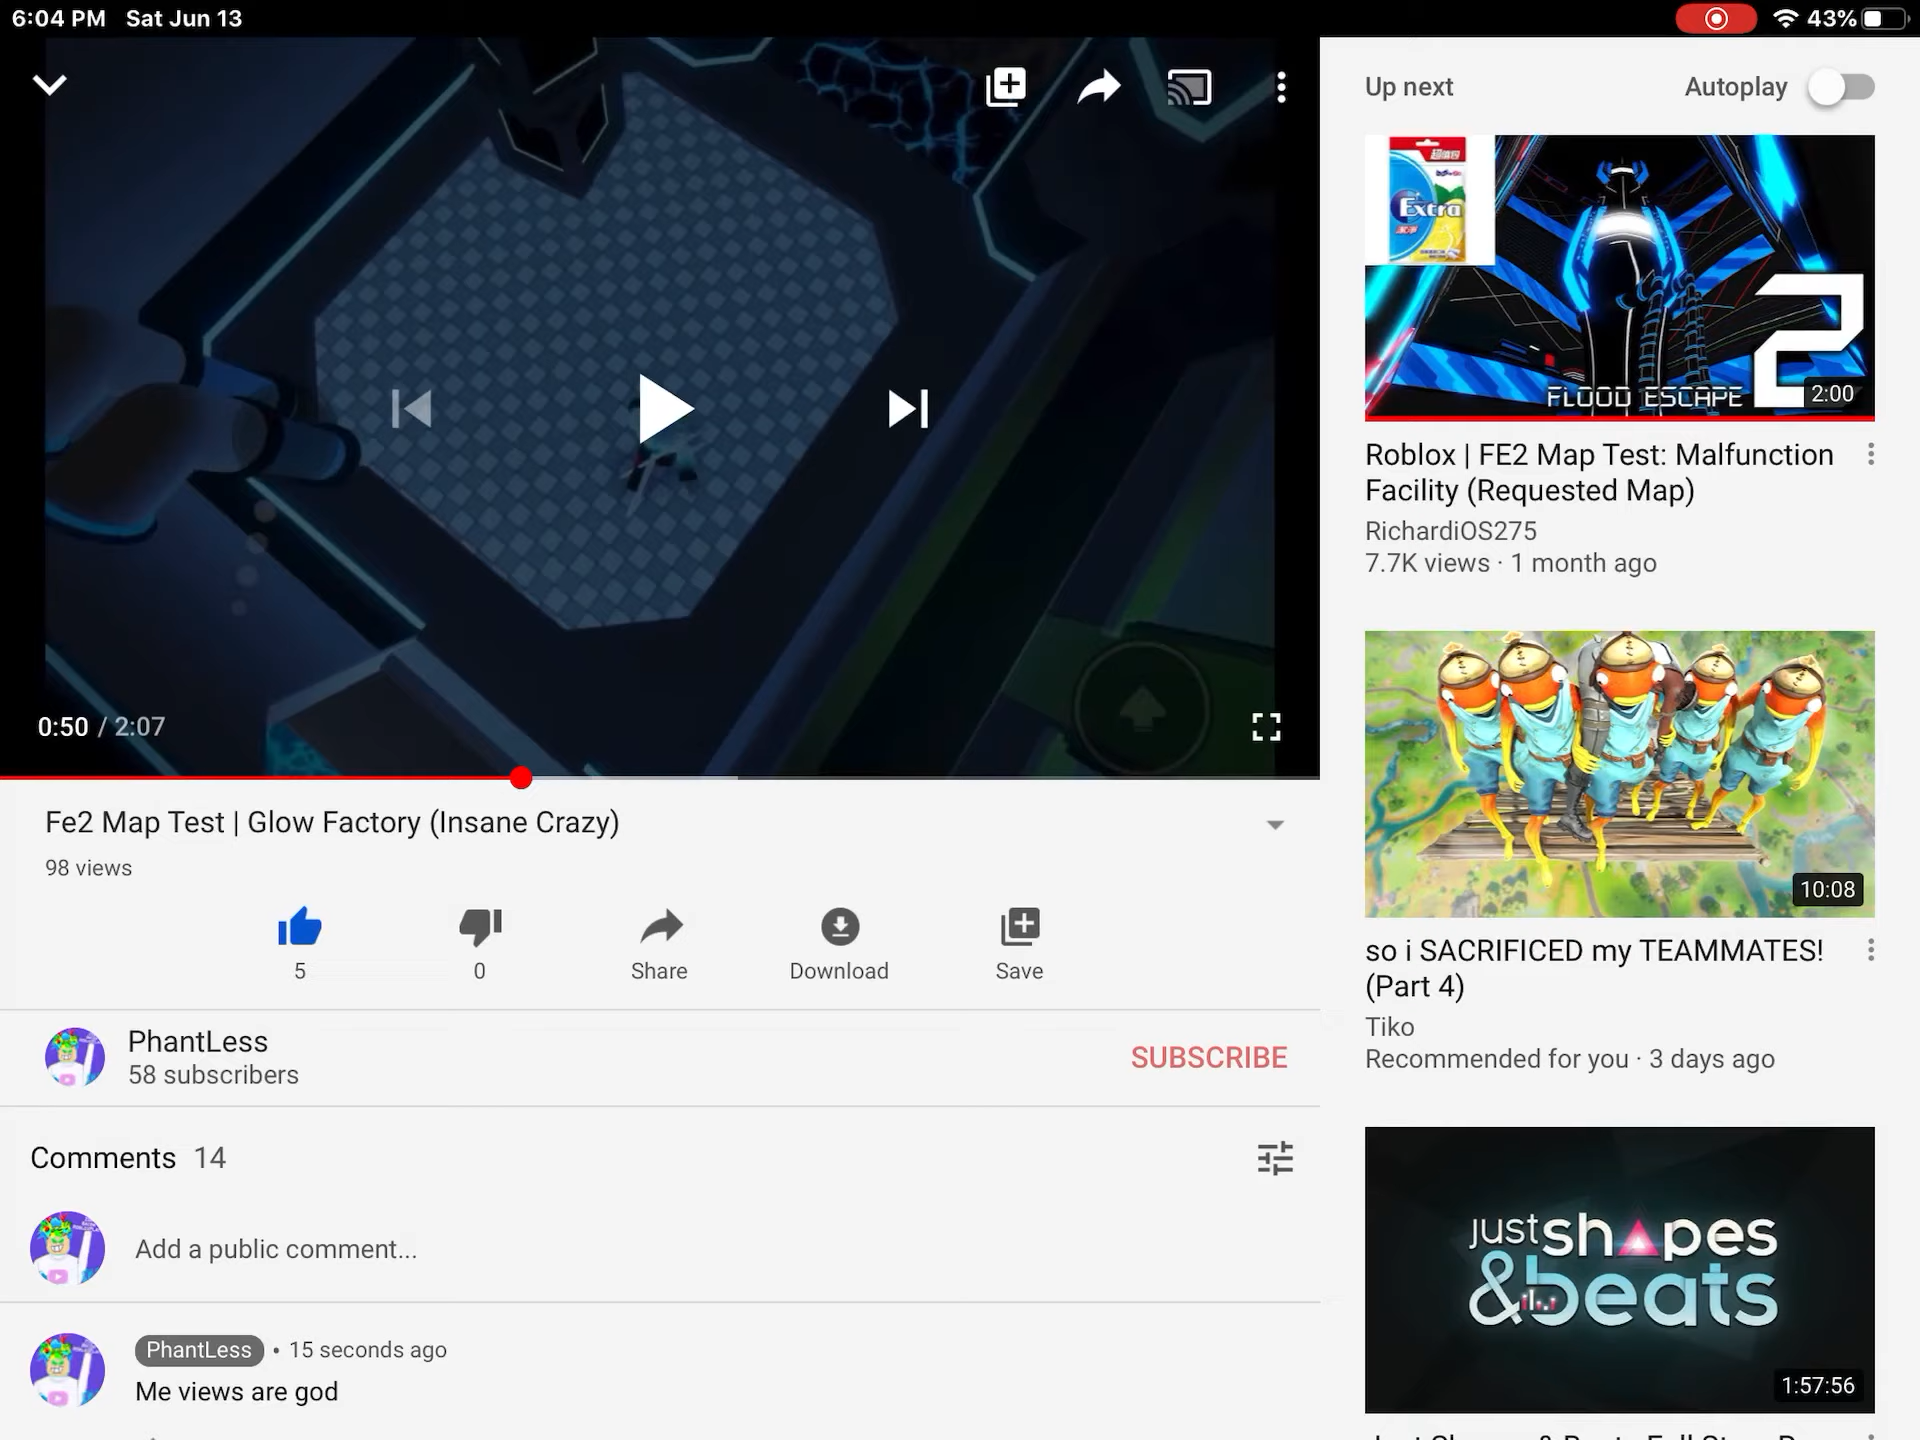 6:04 PM Sat Jun 13
43%
0:50 / 2:07
Fe2 Map Test | Glow Factory (Insane Crazy)
98 views
5
0
Share
Download
Save
PhantLess
58 subscribers
SUBSCRIBE
Comments 14
Add a public comment...
PhantLess • 15 seconds ago
Me views are god
Up next
Autoplay
Extra
FLOOD ESCAPE 2
2:00
Roblox | FE2 Map Test: Malfunction
Facility (Requested Map)
RichardiOS275
7.7K views · 1 month ago
10:08
so i SACRIFICED my TEAMMATES!
(Part 4)
Tiko
Recommended for you · 3 days ago
just shapes
&beats
1:57:56